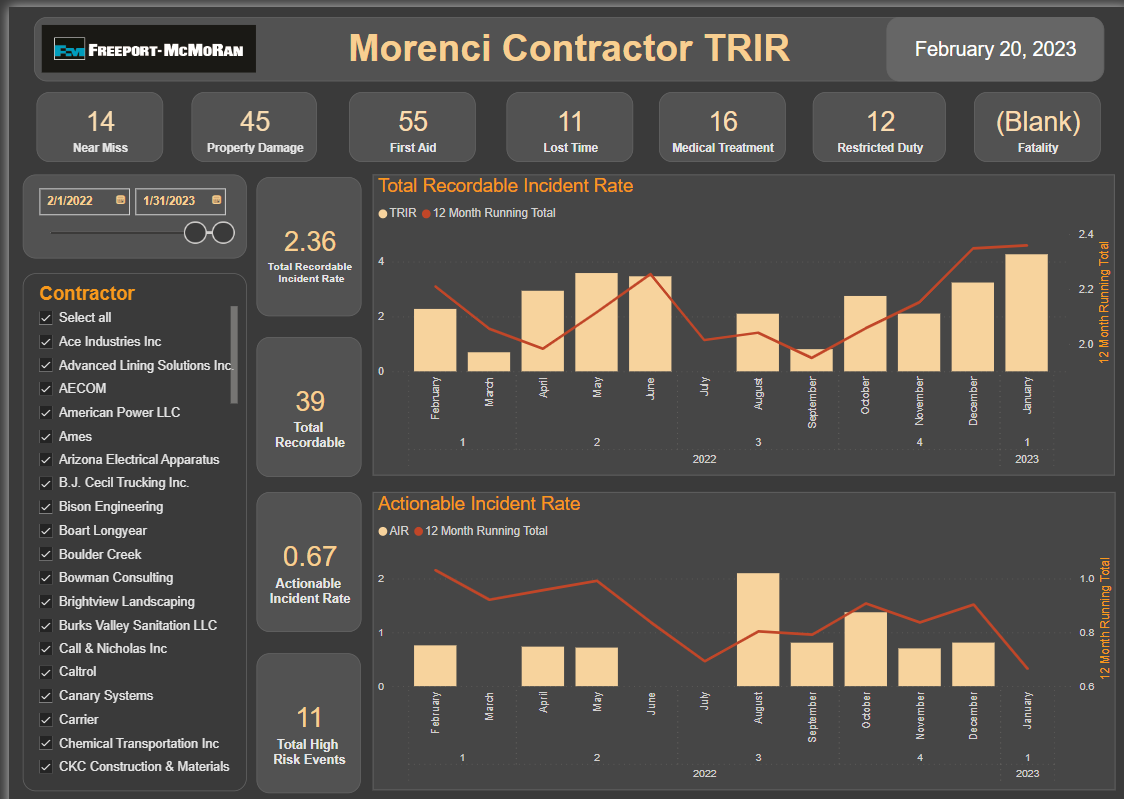 FCX FREEPORT-MCMORAN
Morenci Contractor TRIR
February 20, 2023
14
Near Miss
45
Property Damage
55
First Aid
11
Lost Time
16
Medical Treatment
12
Restricted Duty
(Blank)
Fatality
2/1/2022
1/31/2023
Contractor
Select all
Ace Industries Inc
Advanced Lining Solutions Inc.
AECOM
American Power LLC
Ames
Arizona Electrical Apparatus
B.J. Cecil Trucking Inc.
Bison Engineering
Boart Longyear
Boulder Creek
Bowman Consulting
Brightview Landscaping
Burks Valley Sanitation LLC
Call & Nicholas Inc
Caltrol
Canary Systems
Carrier
Chemical Transportation Inc
CKC Construction & Materials
2.36
Total Recordable
Incident Rate
39
Total
Recordable
0.67
Actionable
Incident Rate
11
Total High
Risk Events
Total Recordable Incident Rate
TRIR 12 Month Running Total
4
2
0
2.4
2.2
2.0
12 Month Running Total
February March April May June July August September October November December January
1 2 3 4 1
2022 2023
Actionable Incident Rate
AIR 12 Month Running Total
2
1
0
1.0
0.8
0.6
12 Month Running Total
February March April May June July August September October November December January
1 2 3 4 1
2022 2023